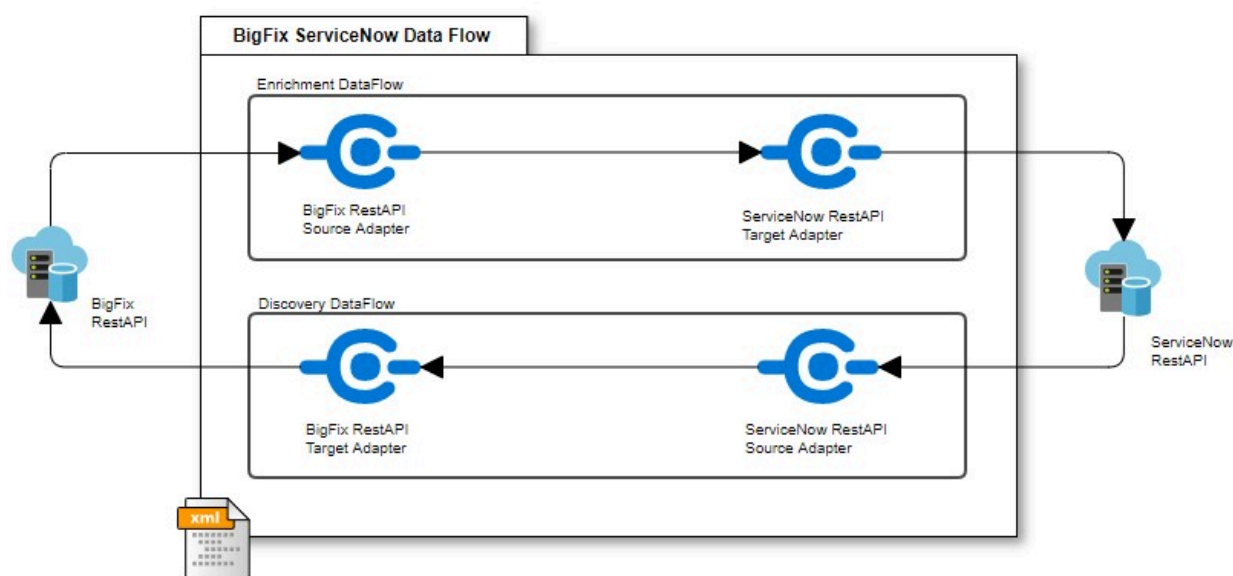 BigFix ServiceNow Data Flow
Enrichment DataFlow
BigFix RestAPI
Source Adapter
ServiceNow RestAPI
Target Adapter
BigFix
RestAPI
Discovery DataFlow
ServiceNow
RestAPI
BigFix RestAPI
Target Adapter
ServiceNow RestAPI
Source Adapter
xml